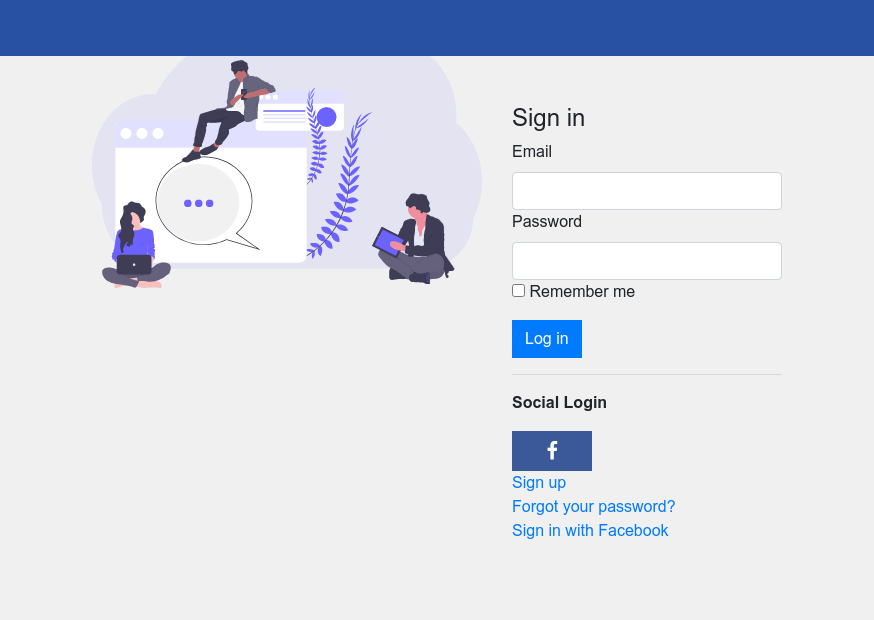 Sign in
Email
Password
Remember me
Log in
Social Login
Sign up
Forgot your password?
Sign in with Facebook